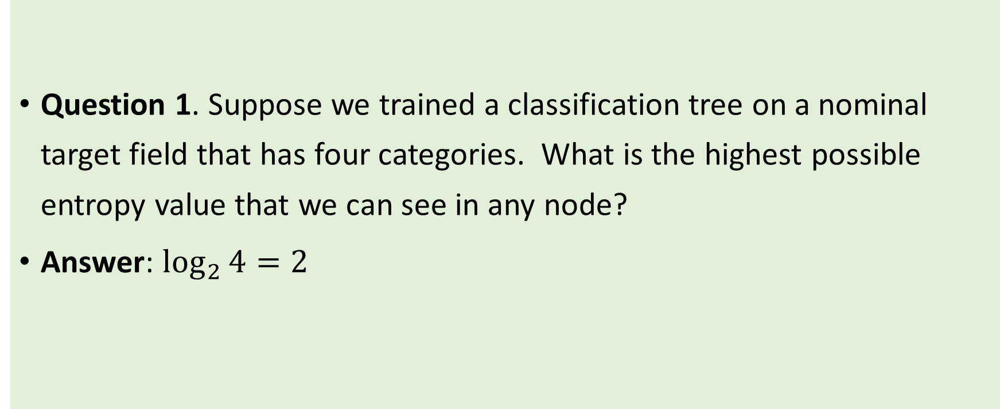 • Question 1. Suppose we trained a classification tree on a nominal
target field that has four categories.  What is the highest possible
entropy value that we can see in any node?
• Answer: log₂ 4 = 2